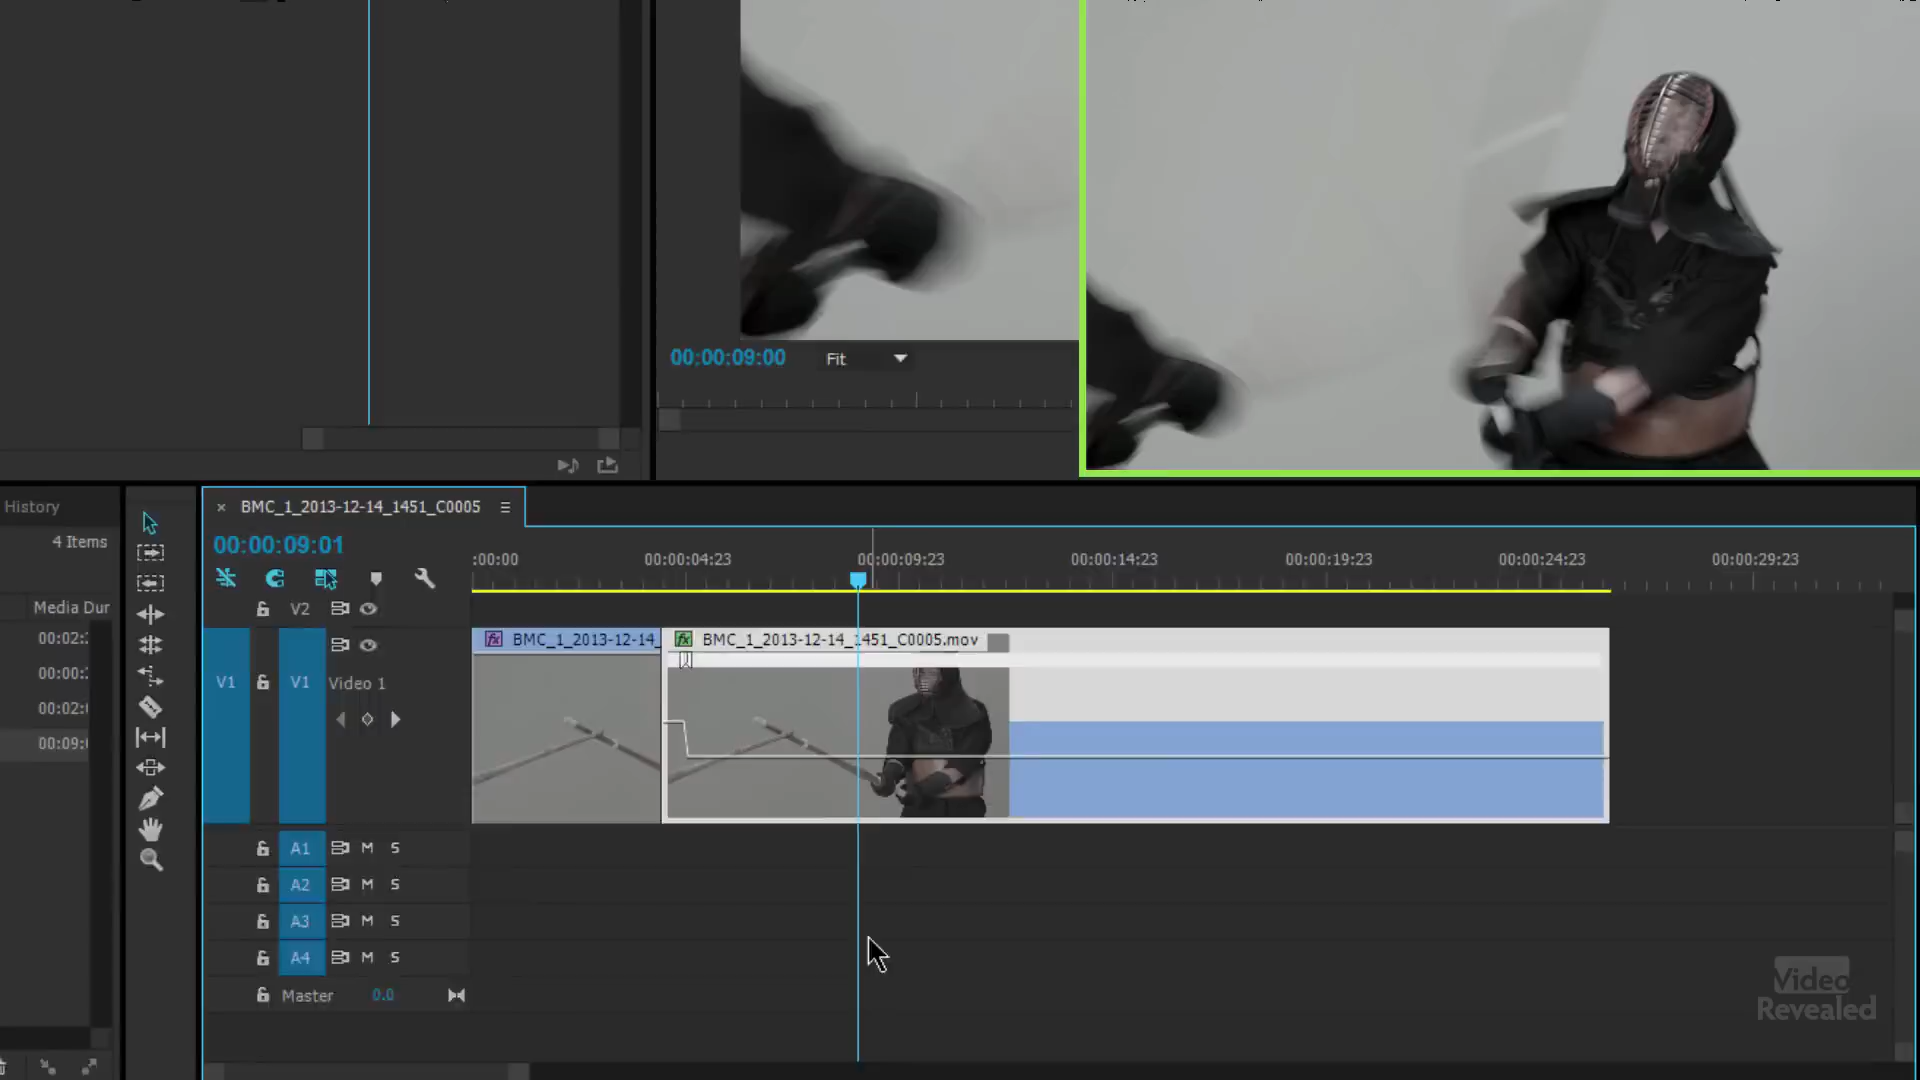 00:00:09:00 Fit
History
4 Items
Media Dur
00:02:
00:00:
00:02:
00:09:
× BMC_1_2013-12-14_1451_C0005
00:00:09:01
:00:00 00:00:04:23 00:00:09:23 00:00:14:23 00:00:19:23 00:00:24:23 00:00:29:23
V2
fx BMC_1_2013-12-14_ fx BMC_1_2013-12-14_1451_C0005.mov
V1 V1 Video 1
A1 M S
A2 M S
A3 M S
A4 M S
Master 0.0
Video
Revealed